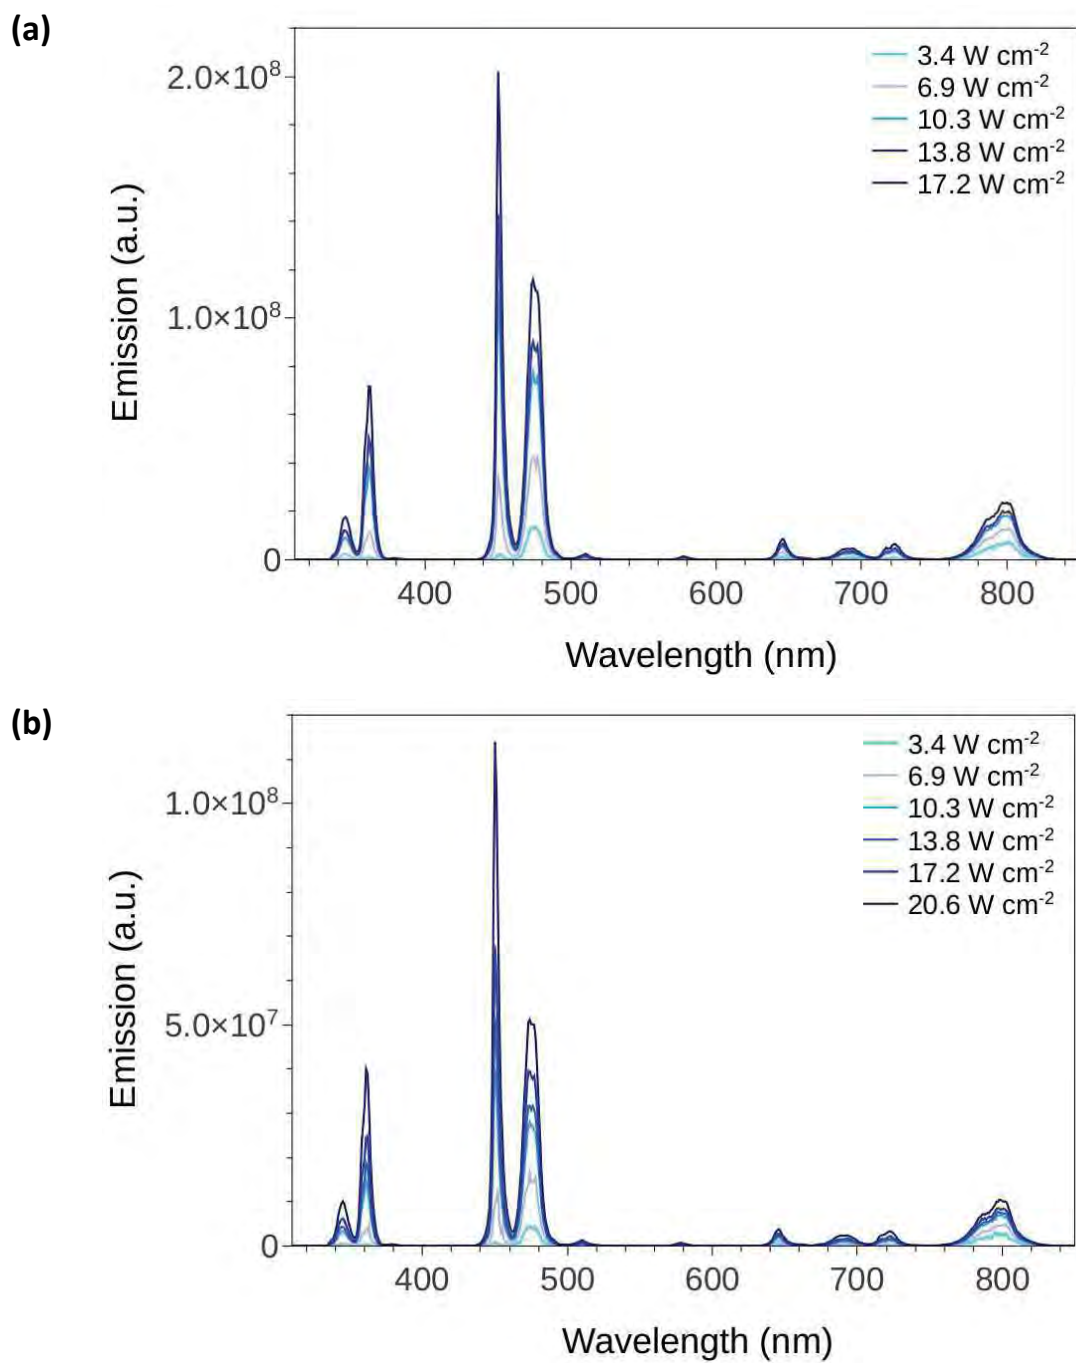 (a)
3.4 W cm-2
6.9 W cm-2
10.3 W cm-2
13.8 W cm-2
17.2 W cm-2
2.0×10⁸
1.0×10⁸
0
Emission (a.u.)
400 500 600 700 800
Wavelength (nm)
(b)
3.4 W cm-2
6.9 W cm-2
10.3 W cm-2
13.8 W cm-2
17.2 W cm-2
20.6 W cm-2
1.0×10⁸
5.0×10⁷
0
Emission (a.u.)
400 500 600 700 800
Wavelength (nm)